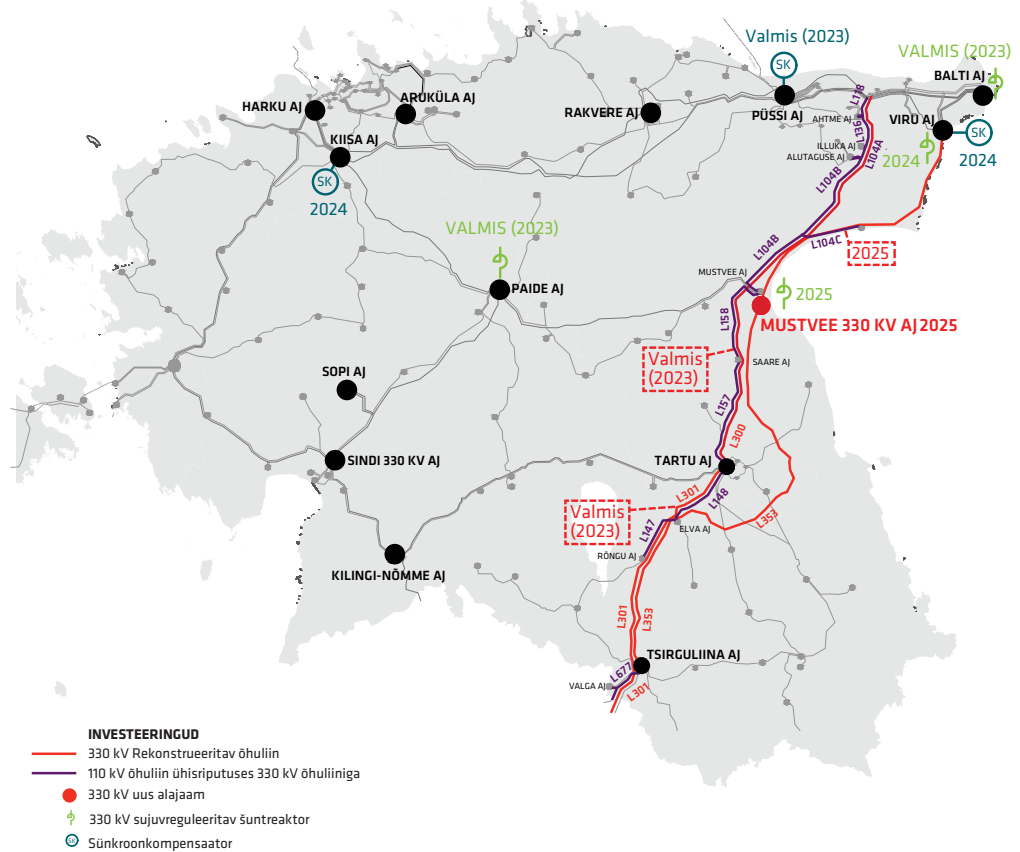 Valmis (2023)
SK
VALMIS (2023)
BALTI AJ
HARKU AJ
ARUKÜLA AJ
RAKVERE AJ
PÜSSI AJ
L118
AHTME AJ
L136
VIRU AJ
SK
2024
2024
KIISA AJ
SK
2024
ILLUKA AJ
ALUTAGUSE AJ
L104A
L104B
VALMIS (2023)
L104B
L104C
2025
PAIDE AJ
MUSTVEE AJ
2025
MUSTVEE 330 KV AJ 2025
L158
Valmis
(2023)
SAARE AJ
SOPI AJ
L157
L300
SINDI 330 KV AJ
TARTU AJ
L301
L148
Valmis
(2023)
L353
L147
ELVA AJ
RÕNGU AJ
KILINGI-NÕMME AJ
L301
L353
TSIRGULIINA AJ
L677
VALGA AJ
L301
INVESTEERINGUD
330 kV Rekonstrueeritav õhuliin
110 kV õhuliin ühisriputuses 330 kV õhuliiniga
330 kV uus alajaam
330 kV sujuvreguleeritav šuntreaktor
SK
Sünkroonkompensaator